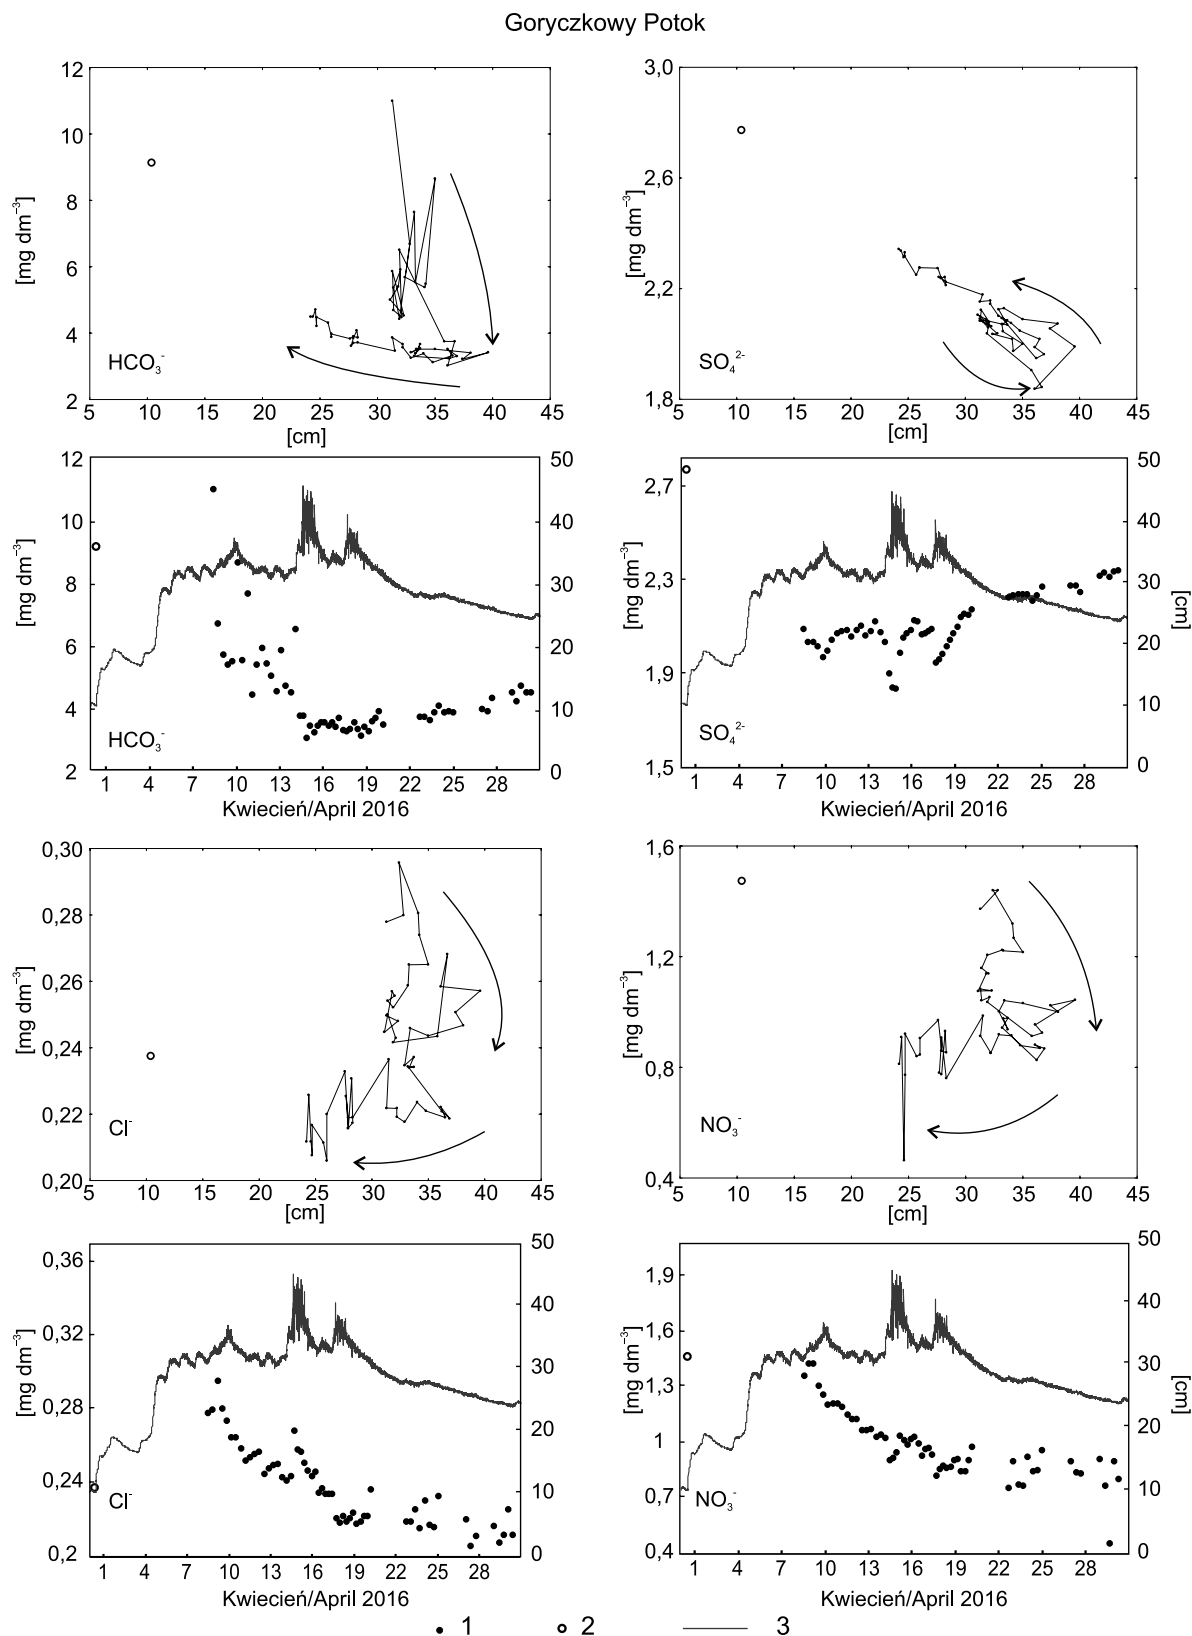 Goryczkowy Potok
12 3,0
10 2,6
8 2,2
6 1,8
4
2
[mg dm⁻³] [mg dm⁻³]
HCO₃⁻ SO₄²⁻
5 10 15 20 25 30 35 40 45 5 10 15 20 25 30 35 40 45
[cm] [cm]
12 50 2,7 50
10 40 2,3 40
8 30 1,9 30
6 20 1,5 20
4 10 10
2 0 0
[mg dm⁻³] [mg dm⁻³] [cm]
HCO₃⁻ SO₄²⁻
1 4 7 10 13 16 19 22 25 28 1 4 7 10 13 16 19 22 25 28
Kwiecień/April 2016 Kwiecień/April 2016
0,30 1,6
0,28 1,2
0,26 0,8
0,24 0,4
0,22
0,20
[mg dm⁻³] [mg dm⁻³]
Cl⁻ NO₃⁻
5 10 15 20 25 30 35 40 45 5 10 15 20 25 30 35 40 45
[cm] [cm]
0,36 50 1,9 50
0,32 40 1,6 40
0,28 30 1,3 30
0,24 20 1 20
0,2 10 0,7 10
0 0,4 0
[mg dm⁻³] [mg dm⁻³] [cm]
Cl⁻ NO₃⁻
1 4 7 10 13 16 19 22 25 28 1 4 7 10 13 16 19 22 25 28
Kwiecień/April 2016 Kwiecień/April 2016
1 2 3